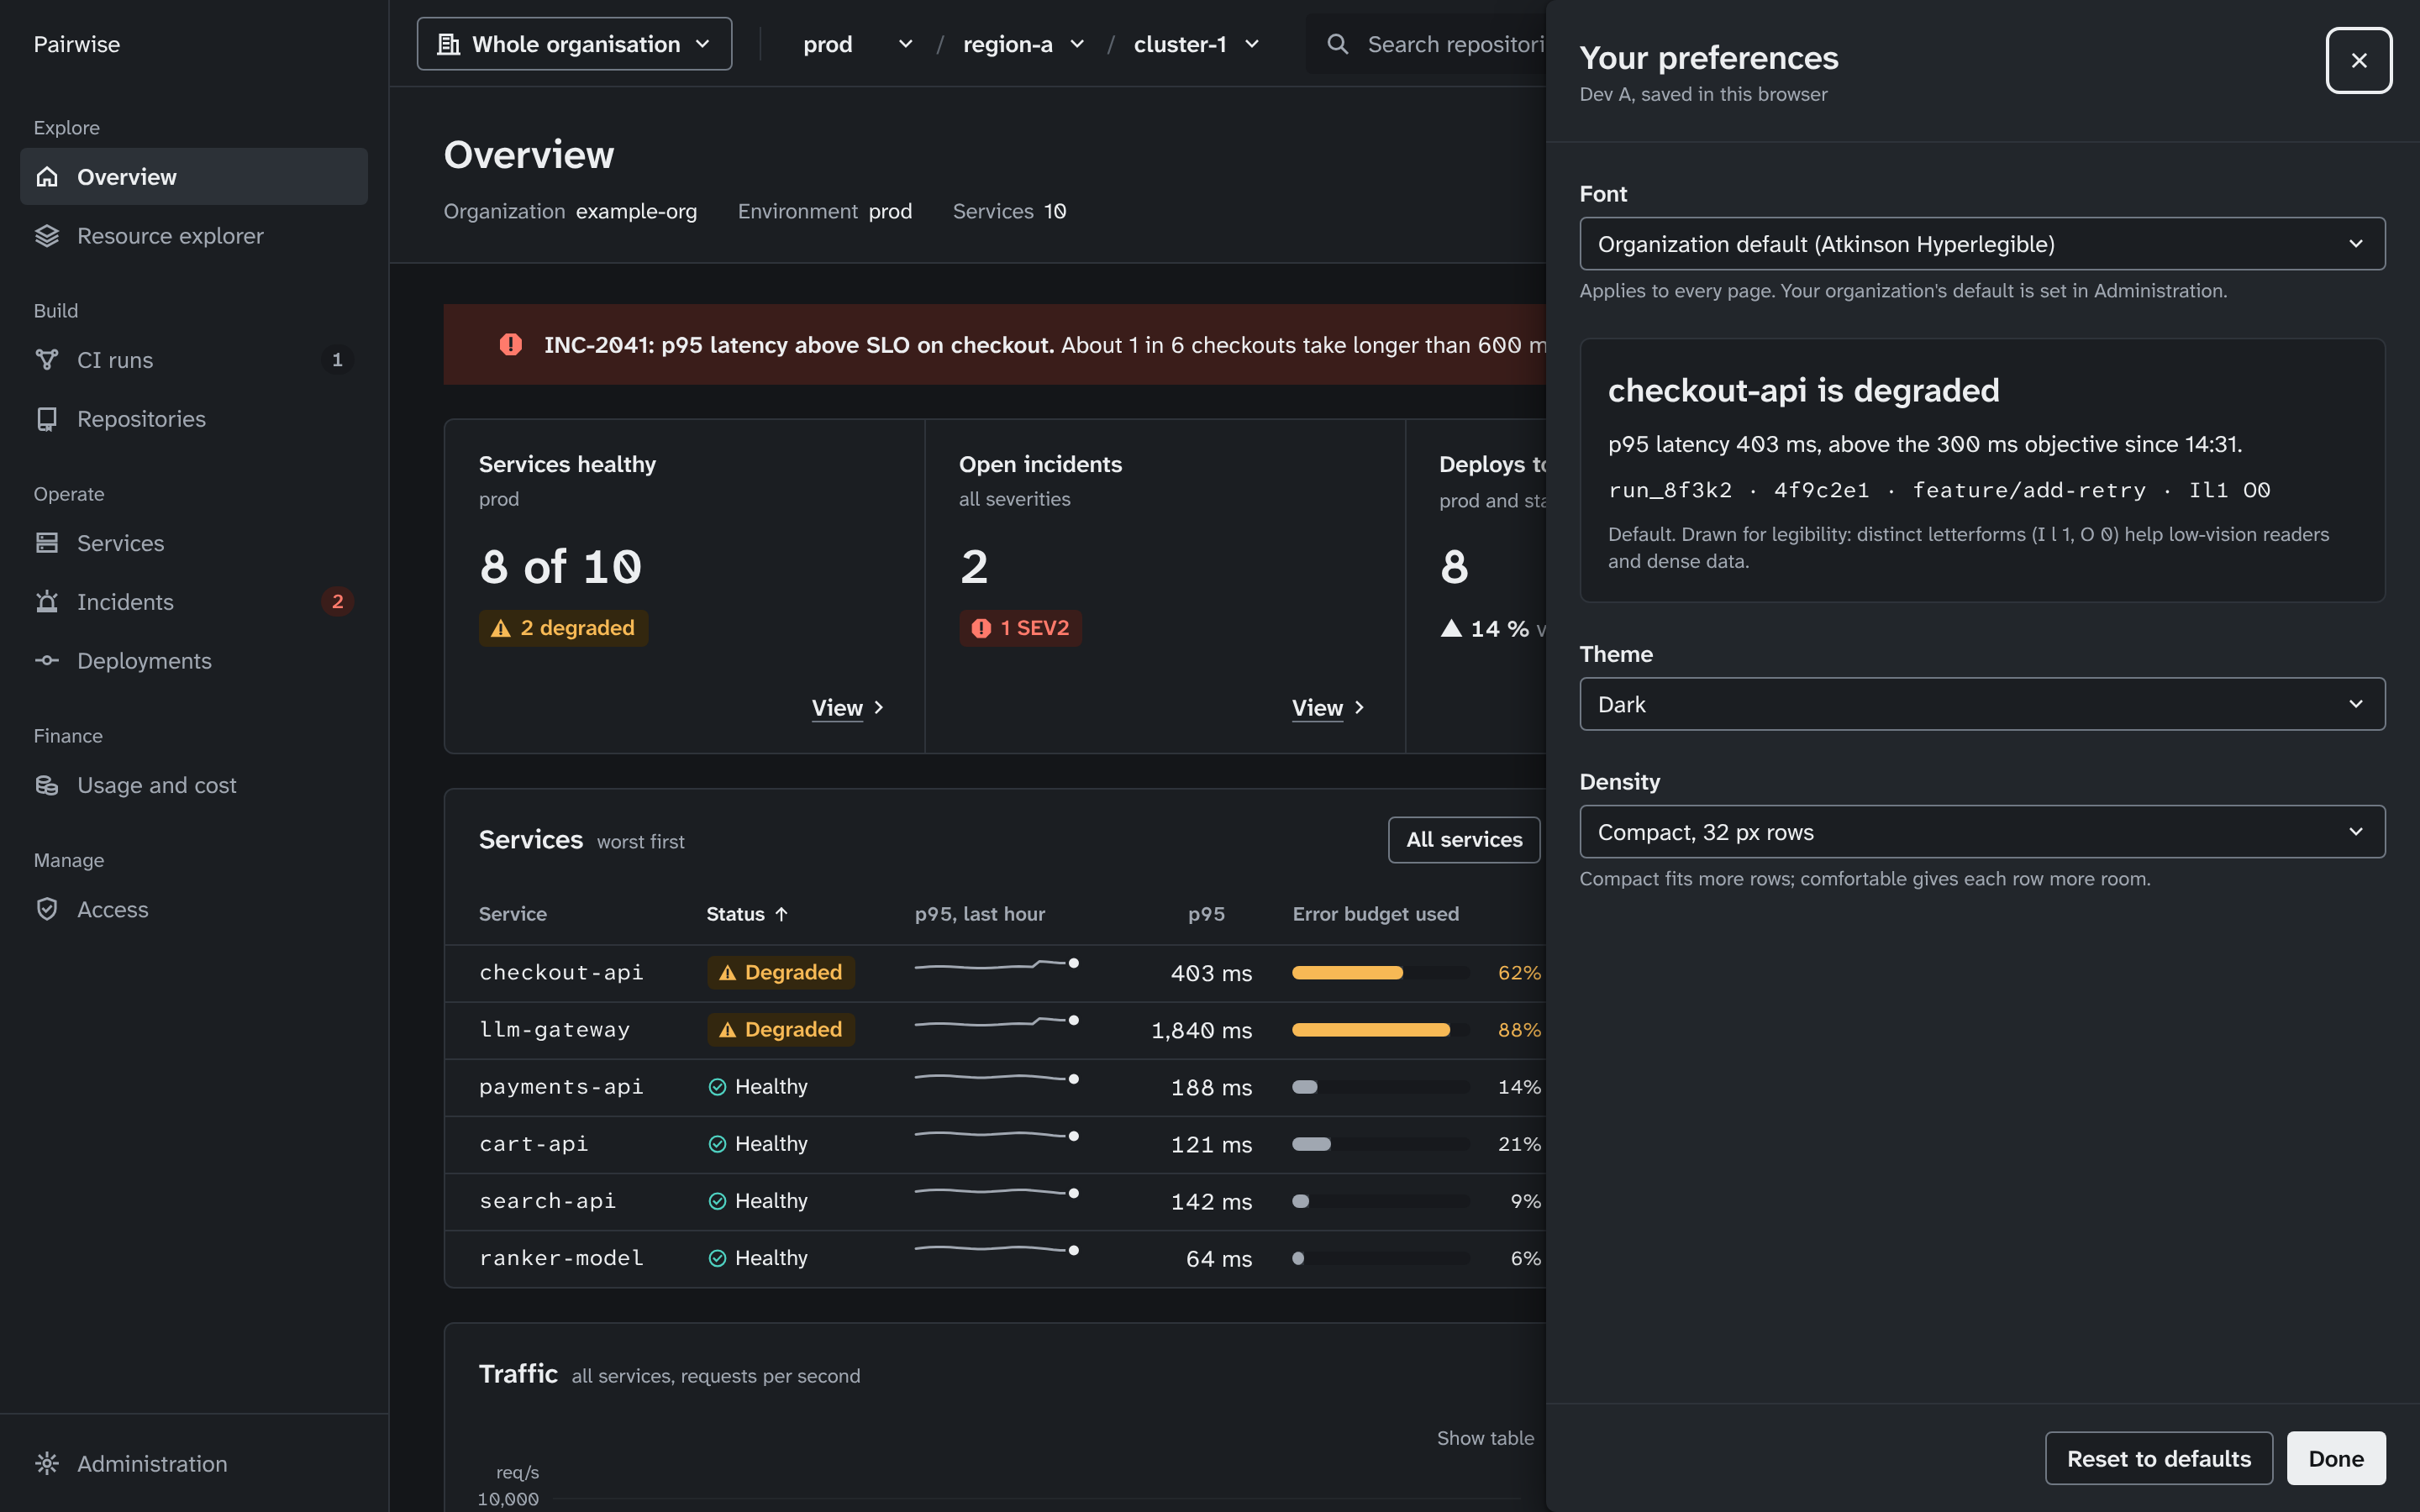 Pairwise
Explore
Overview
Resource explorer
Build
CI runs 1
Repositories
Operate
Services
Incidents 2
Deployments
Finance
Usage and cost
Manage
Access
Administration
Whole organisation
prod / region-a / cluster-1
Search repositori
Overview
Organization example-org Environment prod Services 10
INC-2041: p95 latency above SLO on checkout. About 1 in 6 checkouts take longer than 600 m
Services healthy
prod
8 of 10
2 degraded
View
Open incidents
all severities
2
1 SEV2
View
Deploys to
prod and sta
8
14 % v
Services worst first
All services
Service Status p95, last hour p95 Error budget used
checkout-api Degraded 403 ms 62%
llm-gateway Degraded 1,840 ms 88%
payments-api Healthy 188 ms 14%
cart-api Healthy 121 ms 21%
search-api Healthy 142 ms 9%
ranker-model Healthy 64 ms 6%
Traffic all services, requests per second
Show table
req/s
10,000
Your preferences
Dev A, saved in this browser
Font
Organization default (Atkinson Hyperlegible)
Applies to every page. Your organization's default is set in Administration.
checkout-api is degraded
p95 latency 403 ms, above the 300 ms objective since 14:31.
run_8f3k2 · 4f9c2e1 · feature/add-retry · Il1 O0
Default. Drawn for legibility: distinct letterforms (I l 1, O 0) help low-vision readers
and dense data.
Theme
Dark
Density
Compact, 32 px rows
Compact fits more rows; comfortable gives each row more room.
Reset to defaults
Done